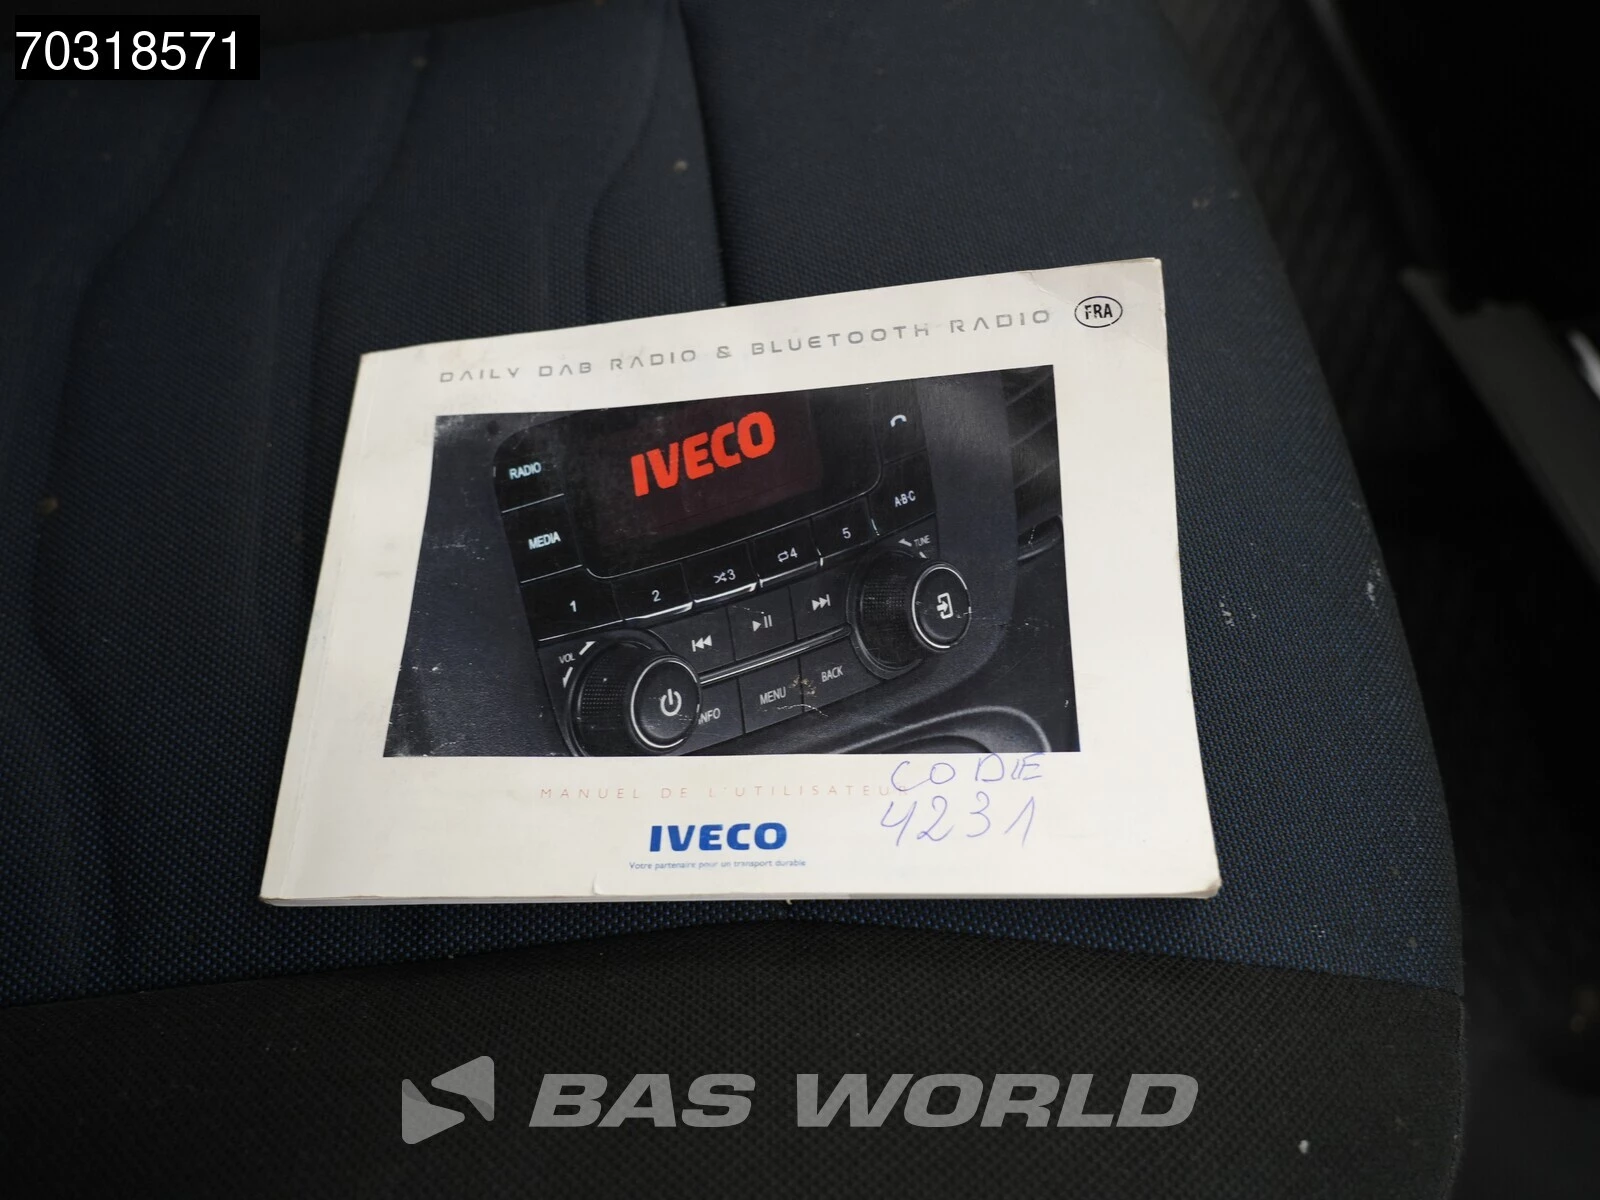 70318571
DAILY DAB RADIO & BLUETOOTH RADIO FRA
IVECO
RADIO
MEDIA
A·B·C
TUNE
1 2 3 4 5
VOL
INFO MENU BACK
CODE
MANUEL DE L'UTILISATEUR
4231
IVECO
Votre partenaire pour un transport durable
BAS WORLD